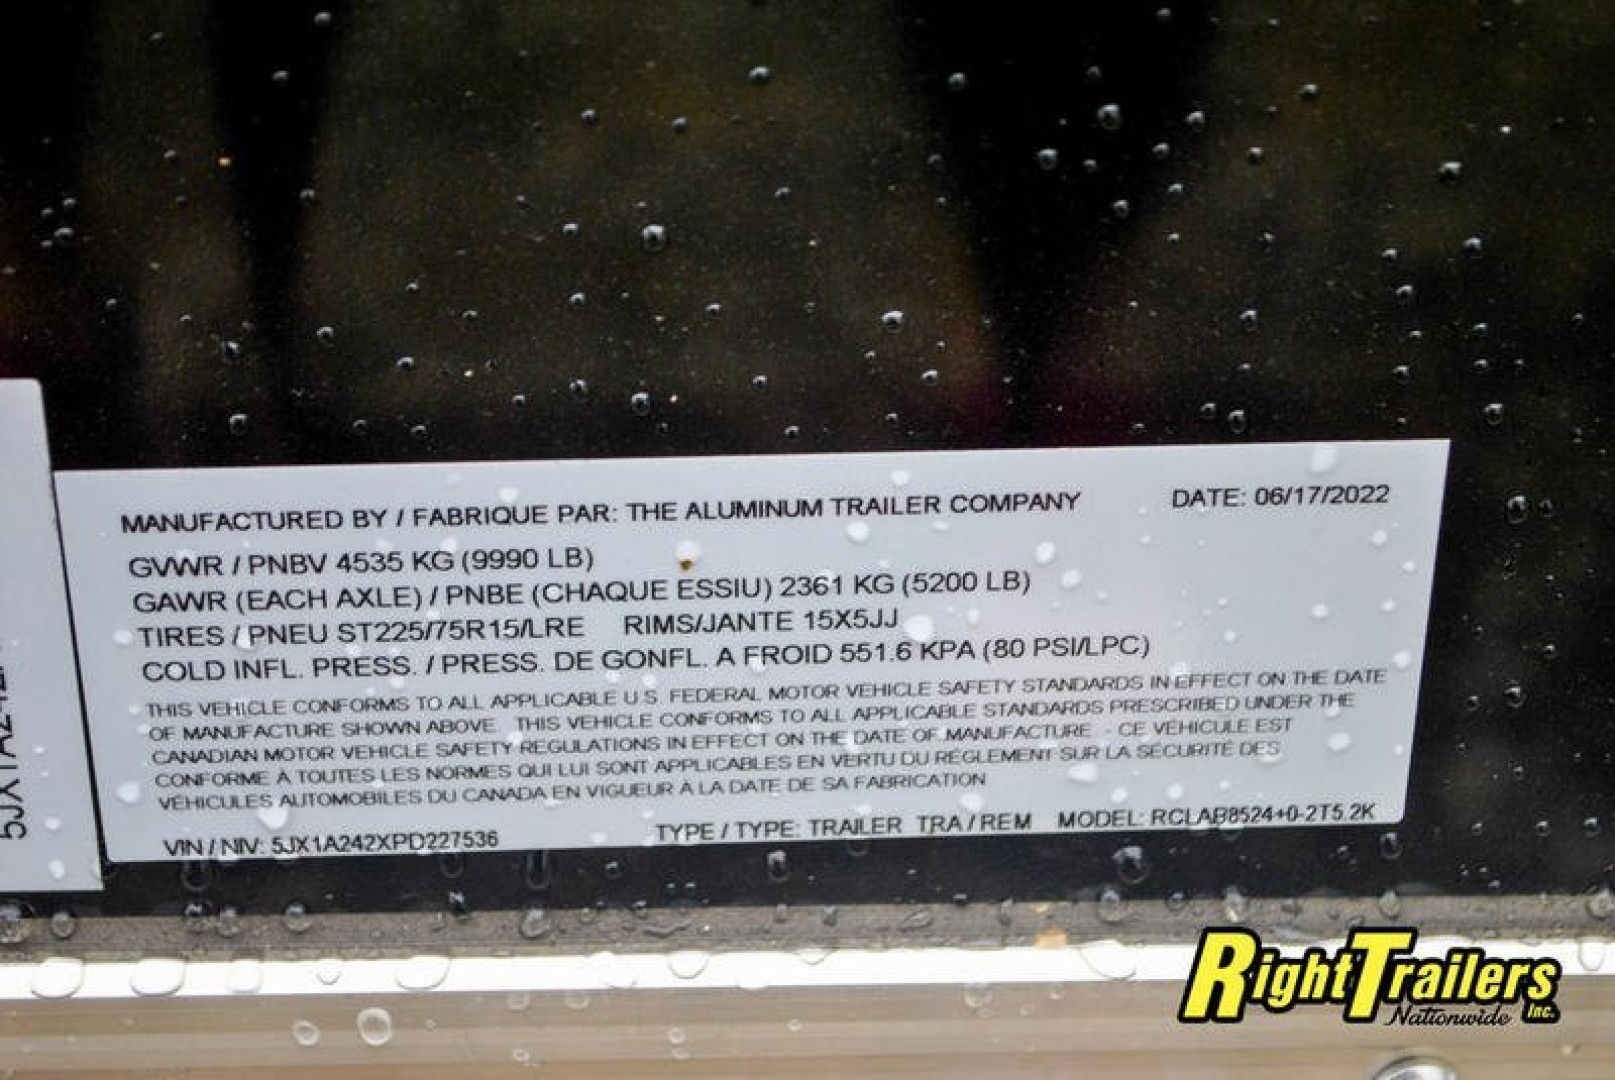 MANUFACTURED BY / FABRIQUE PAR: THE ALUMINUM TRAILER COMPANY DATE: 06/17/2022
GVWR / PNBV 4535 KG (9990 LB)
GAWR (EACH AXLE) / PNBE (CHAQUE ESSIU) 2361 KG (5200 LB)
TIRES / PNEU ST225/75R15/LRE RIMS/JANTE 15X5JJ
COLD INFL. PRESS. / PRESS. DE GONFL. A FROID 551.6 KPA (80 PSI/LPC)
THIS VEHICLE CONFORMS TO ALL APPLICABLE U.S. FEDERAL MOTOR VEHICLE SAFETY STANDARDS IN EFFECT ON THE DATE
OF MANUFACTURE SHOWN ABOVE. THIS VEHICLE CONFORMS TO ALL APPLICABLE STANDARDS PRESCRIBED UNDER THE
CANADIAN MOTOR VEHICLE SAFETY REGULATIONS IN EFFECT ON THE DATE OF MANUFACTURE. - CE VÉHICULE EST
CONFORME À TOUTES LES NORMES QUI LUI SONT APPLICABLES EN VERTU DU RÈGLEMENT SUR LA SÉCURITÉ DES
VÉHICULES AUTOMOBILES DU CANADA EN VIGUEUR À LA DATE DE SA FABRICATION
VIN / NIV: 5JX1A242XPD227536 TYPE / TYPE: TRAILER TRA / REM MODEL: RCLAB8524+0-2T5.2K
RightTrailers Inc.
Nationwide